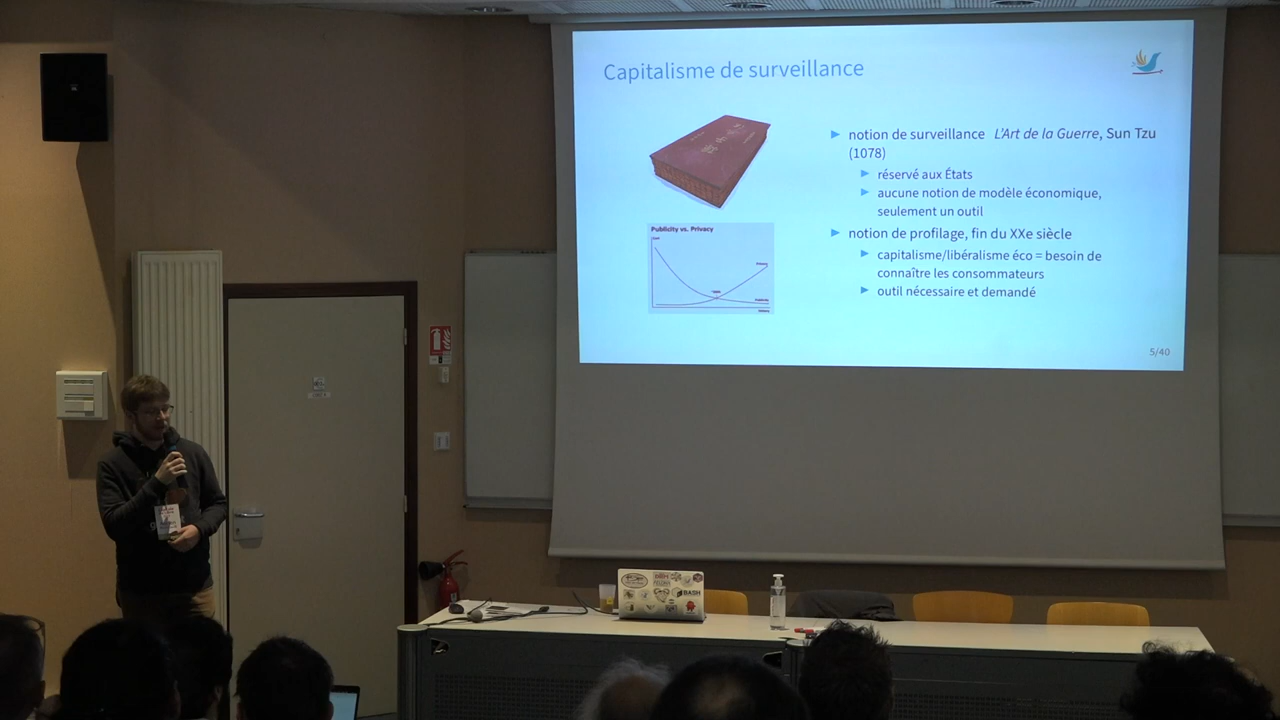 Capitalisme de surveillance
notion de surveillance L'Art de la Guerre, Sun Tzu
(1078)
réservé aux États
aucune notion de modèle économique,
seulement un outil
notion de profilage, fin du XXe siècle
capitalisme/libéralisme éco = besoin de
connaître les consommateurs
outil nécessaire et demandé
Publicity vs. Privacy
5/40
BASH